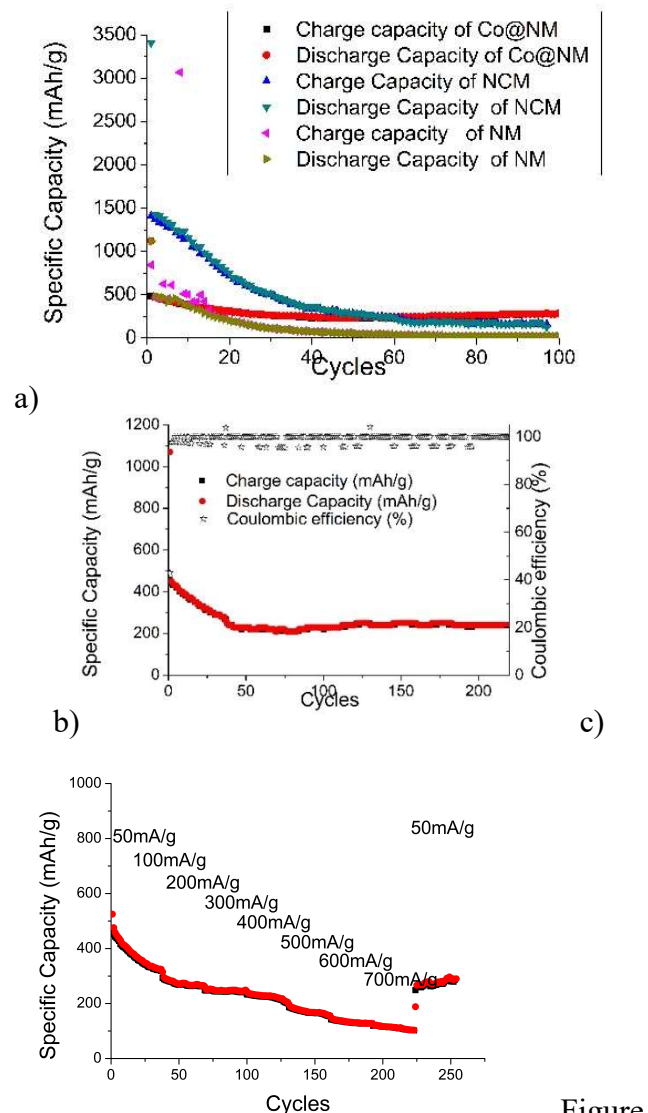 Charge capacity of Co@NM
Discharge Capacity of Co@NM
Charge Capacity of NCM
Discharge Capacity of NCM
Charge capacity of NM
Discharge Capacity of NM
Specific Capacity (mAh/g)
3500
3000
2500
2000
1500
1000
500
0
0 20 40 60 80 100
Cycles
a)
1200
1000
800
600
400
200
0
Specific Capacity (mAh/g)
Charge capacity (mAh/g)
Discharge Capacity (mAh/g)
Coulombic efficiency (%)
100
80
60
40
20
0
Coulombic efficiency (%)
0 50 100 150 200
Cycles
b) c)
1000
800
600
400
200
0
Specific Capacity (mAh/g)
50mA/g
100mA/g
200mA/g
300mA/g
400mA/g
500mA/g
600mA/g
700mA/g
50mA/g
0 50 100 150 200 250
Cycles
Figure